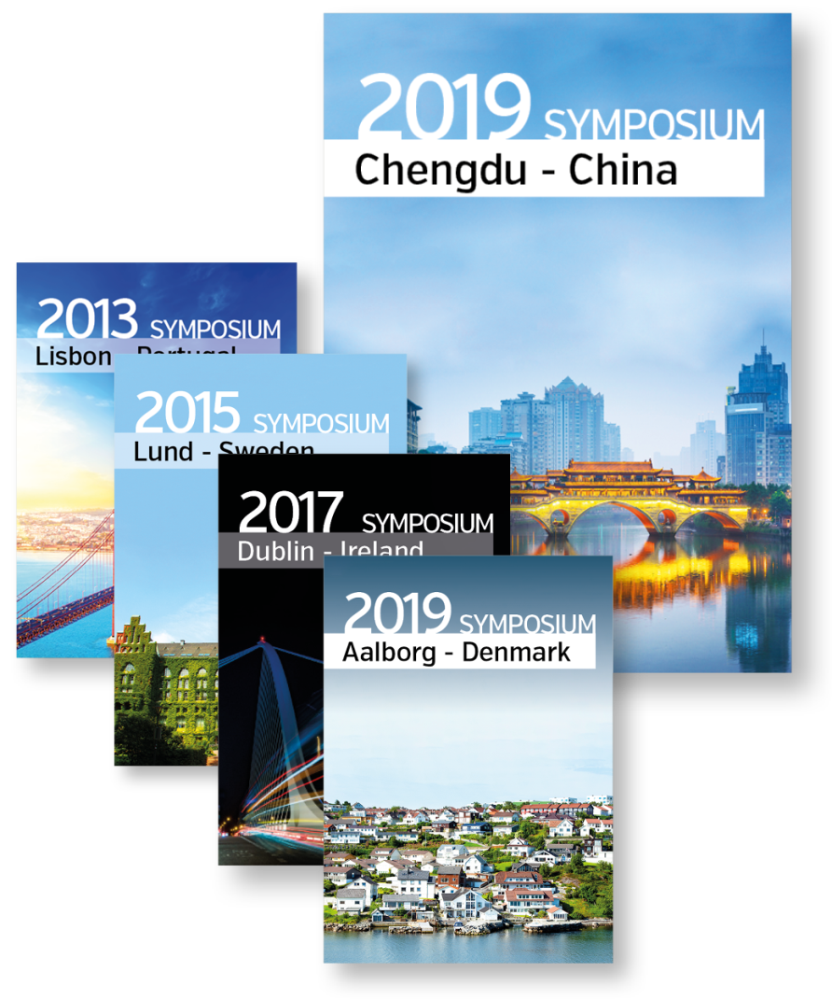 2019 SYMPOSIUM
Chengdu - China
2013 SYMPOSIUM
Lisbon - Portugal
2015 SYMPOSIUM
Lund - Sweden
2017 SYMPOSIUM
Dublin - Ireland
2019 SYMPOSIUM
Aalborg - Denmark